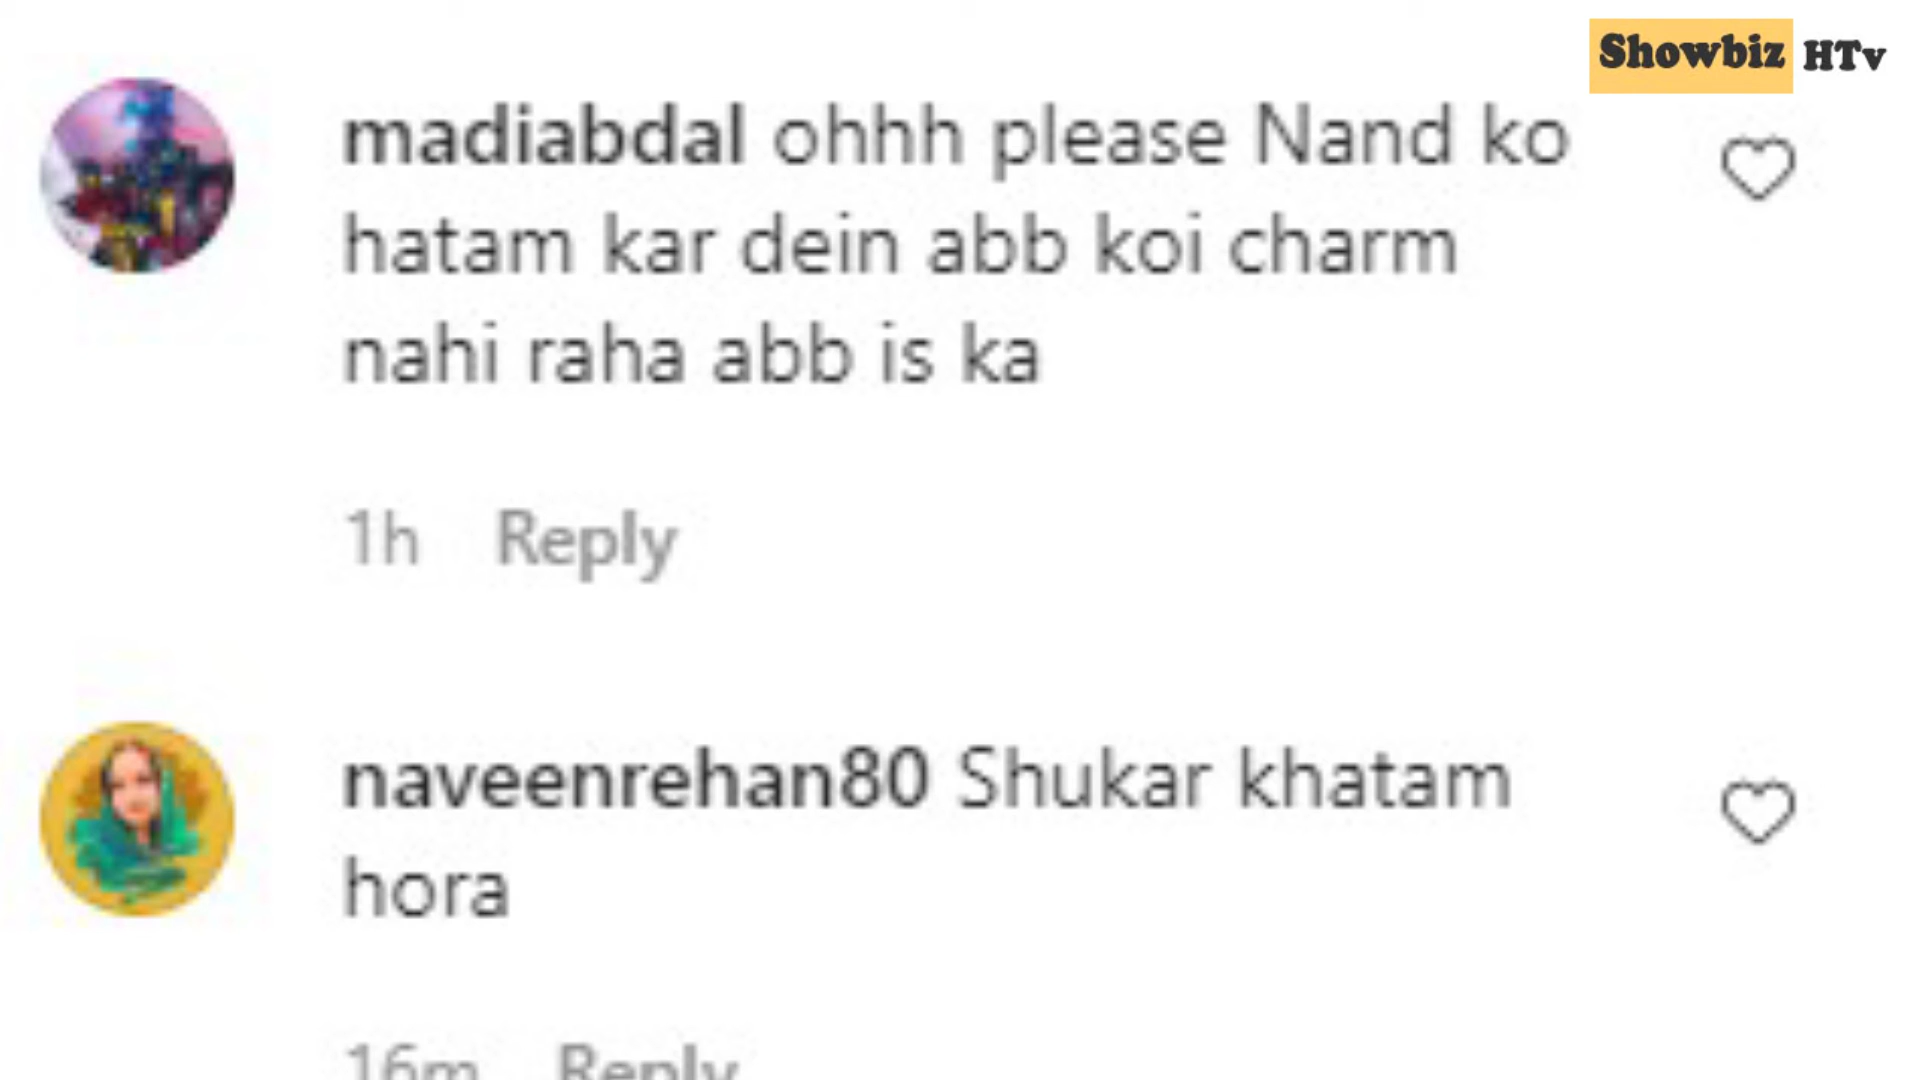 Showbiz HTv
madiabdal ohhh please Nand ko
hatam kar dein abb koi charm
nahi raha abb is ka
1h Reply
naveenrehan80 Shukar khatam
hora
16m Reply